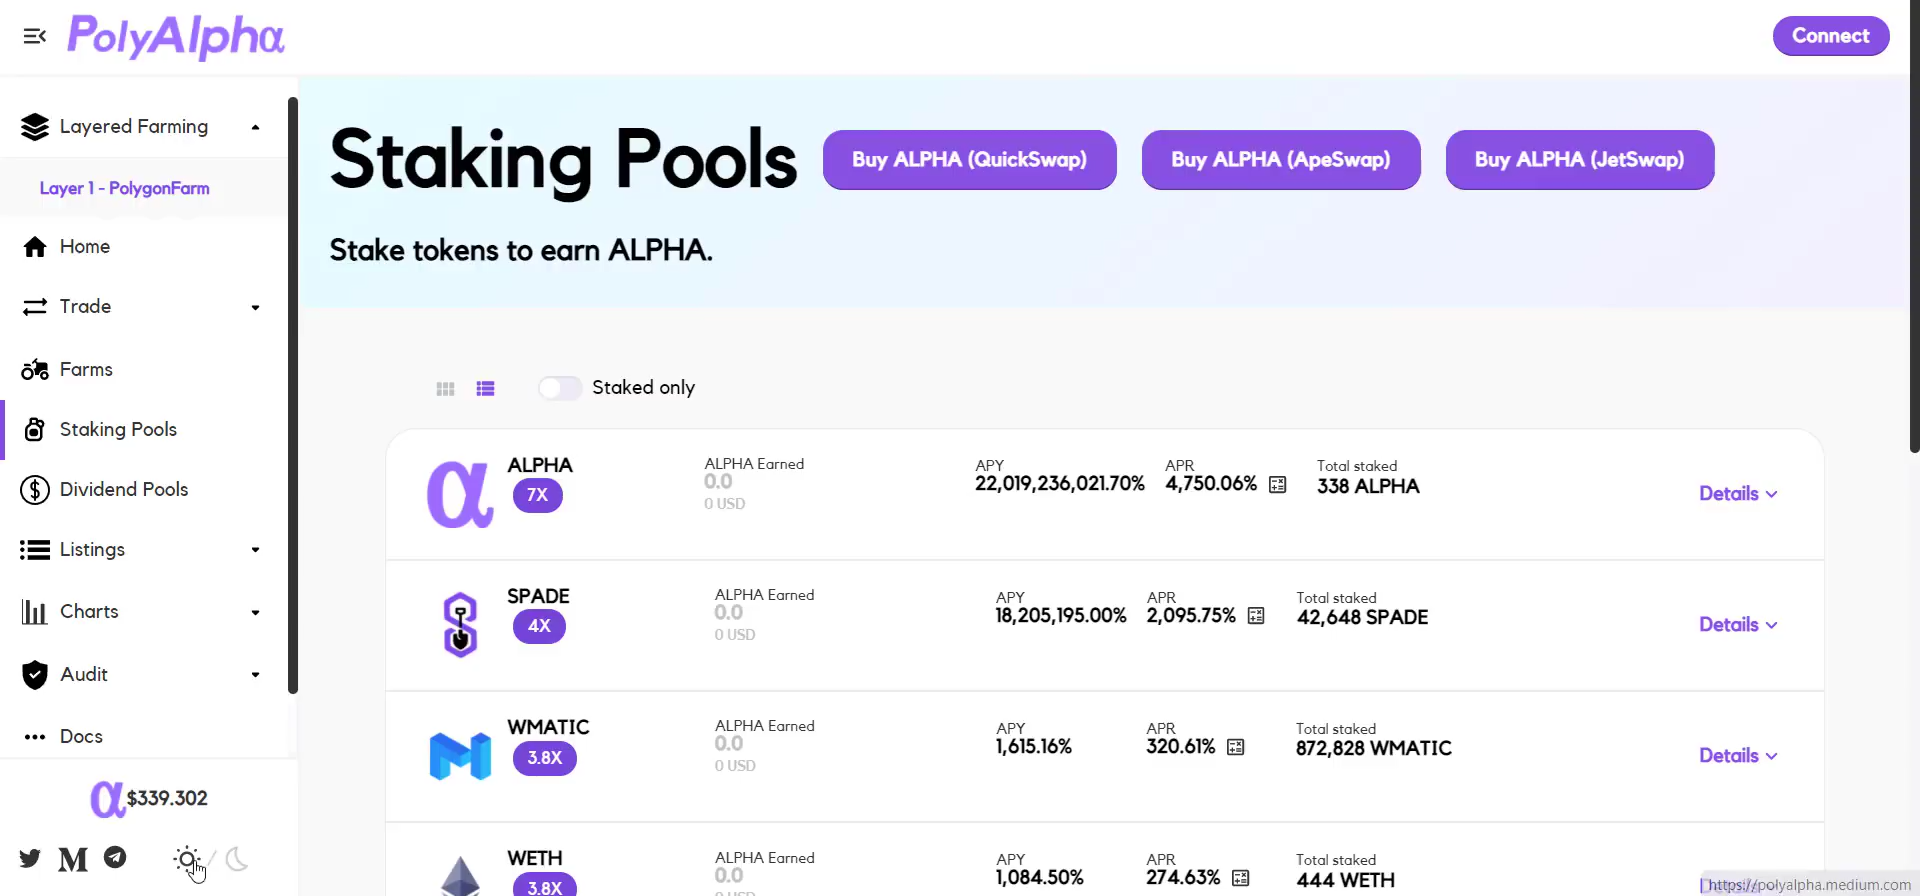 PolyAlphα
Connect
Layered Farming
Layer 1 - PolygonFarm
Home
Trade
Farms
Staking Pools
Dividend Pools
Listings
Charts
Audit
Docs
$339.302
Staking Pools
Buy ALPHA (QuickSwap)
Buy ALPHA (ApeSwap)
Buy ALPHA (JetSwap)
Stake tokens to earn ALPHA.
Staked only
ALPHA
7X
ALPHA Earned
0.0
0 USD
APY
22,019,236,021.70%
APR
4,750.06%
Total staked
338 ALPHA
Details
SPADE
4X
ALPHA Earned
0.0
0 USD
APY
18,205,195.00%
APR
2,095.75%
Total staked
42,648 SPADE
Details
WMATIC
3.8X
ALPHA Earned
0.0
0 USD
APY
1,615.16%
APR
320.61%
Total staked
872,828 WMATIC
Details
WETH
3.8X
ALPHA Earned
0.0
0 USD
APY
1,084.50%
APR
274.63%
Total staked
444 WETH
Details
https://polyalpha.medium.com